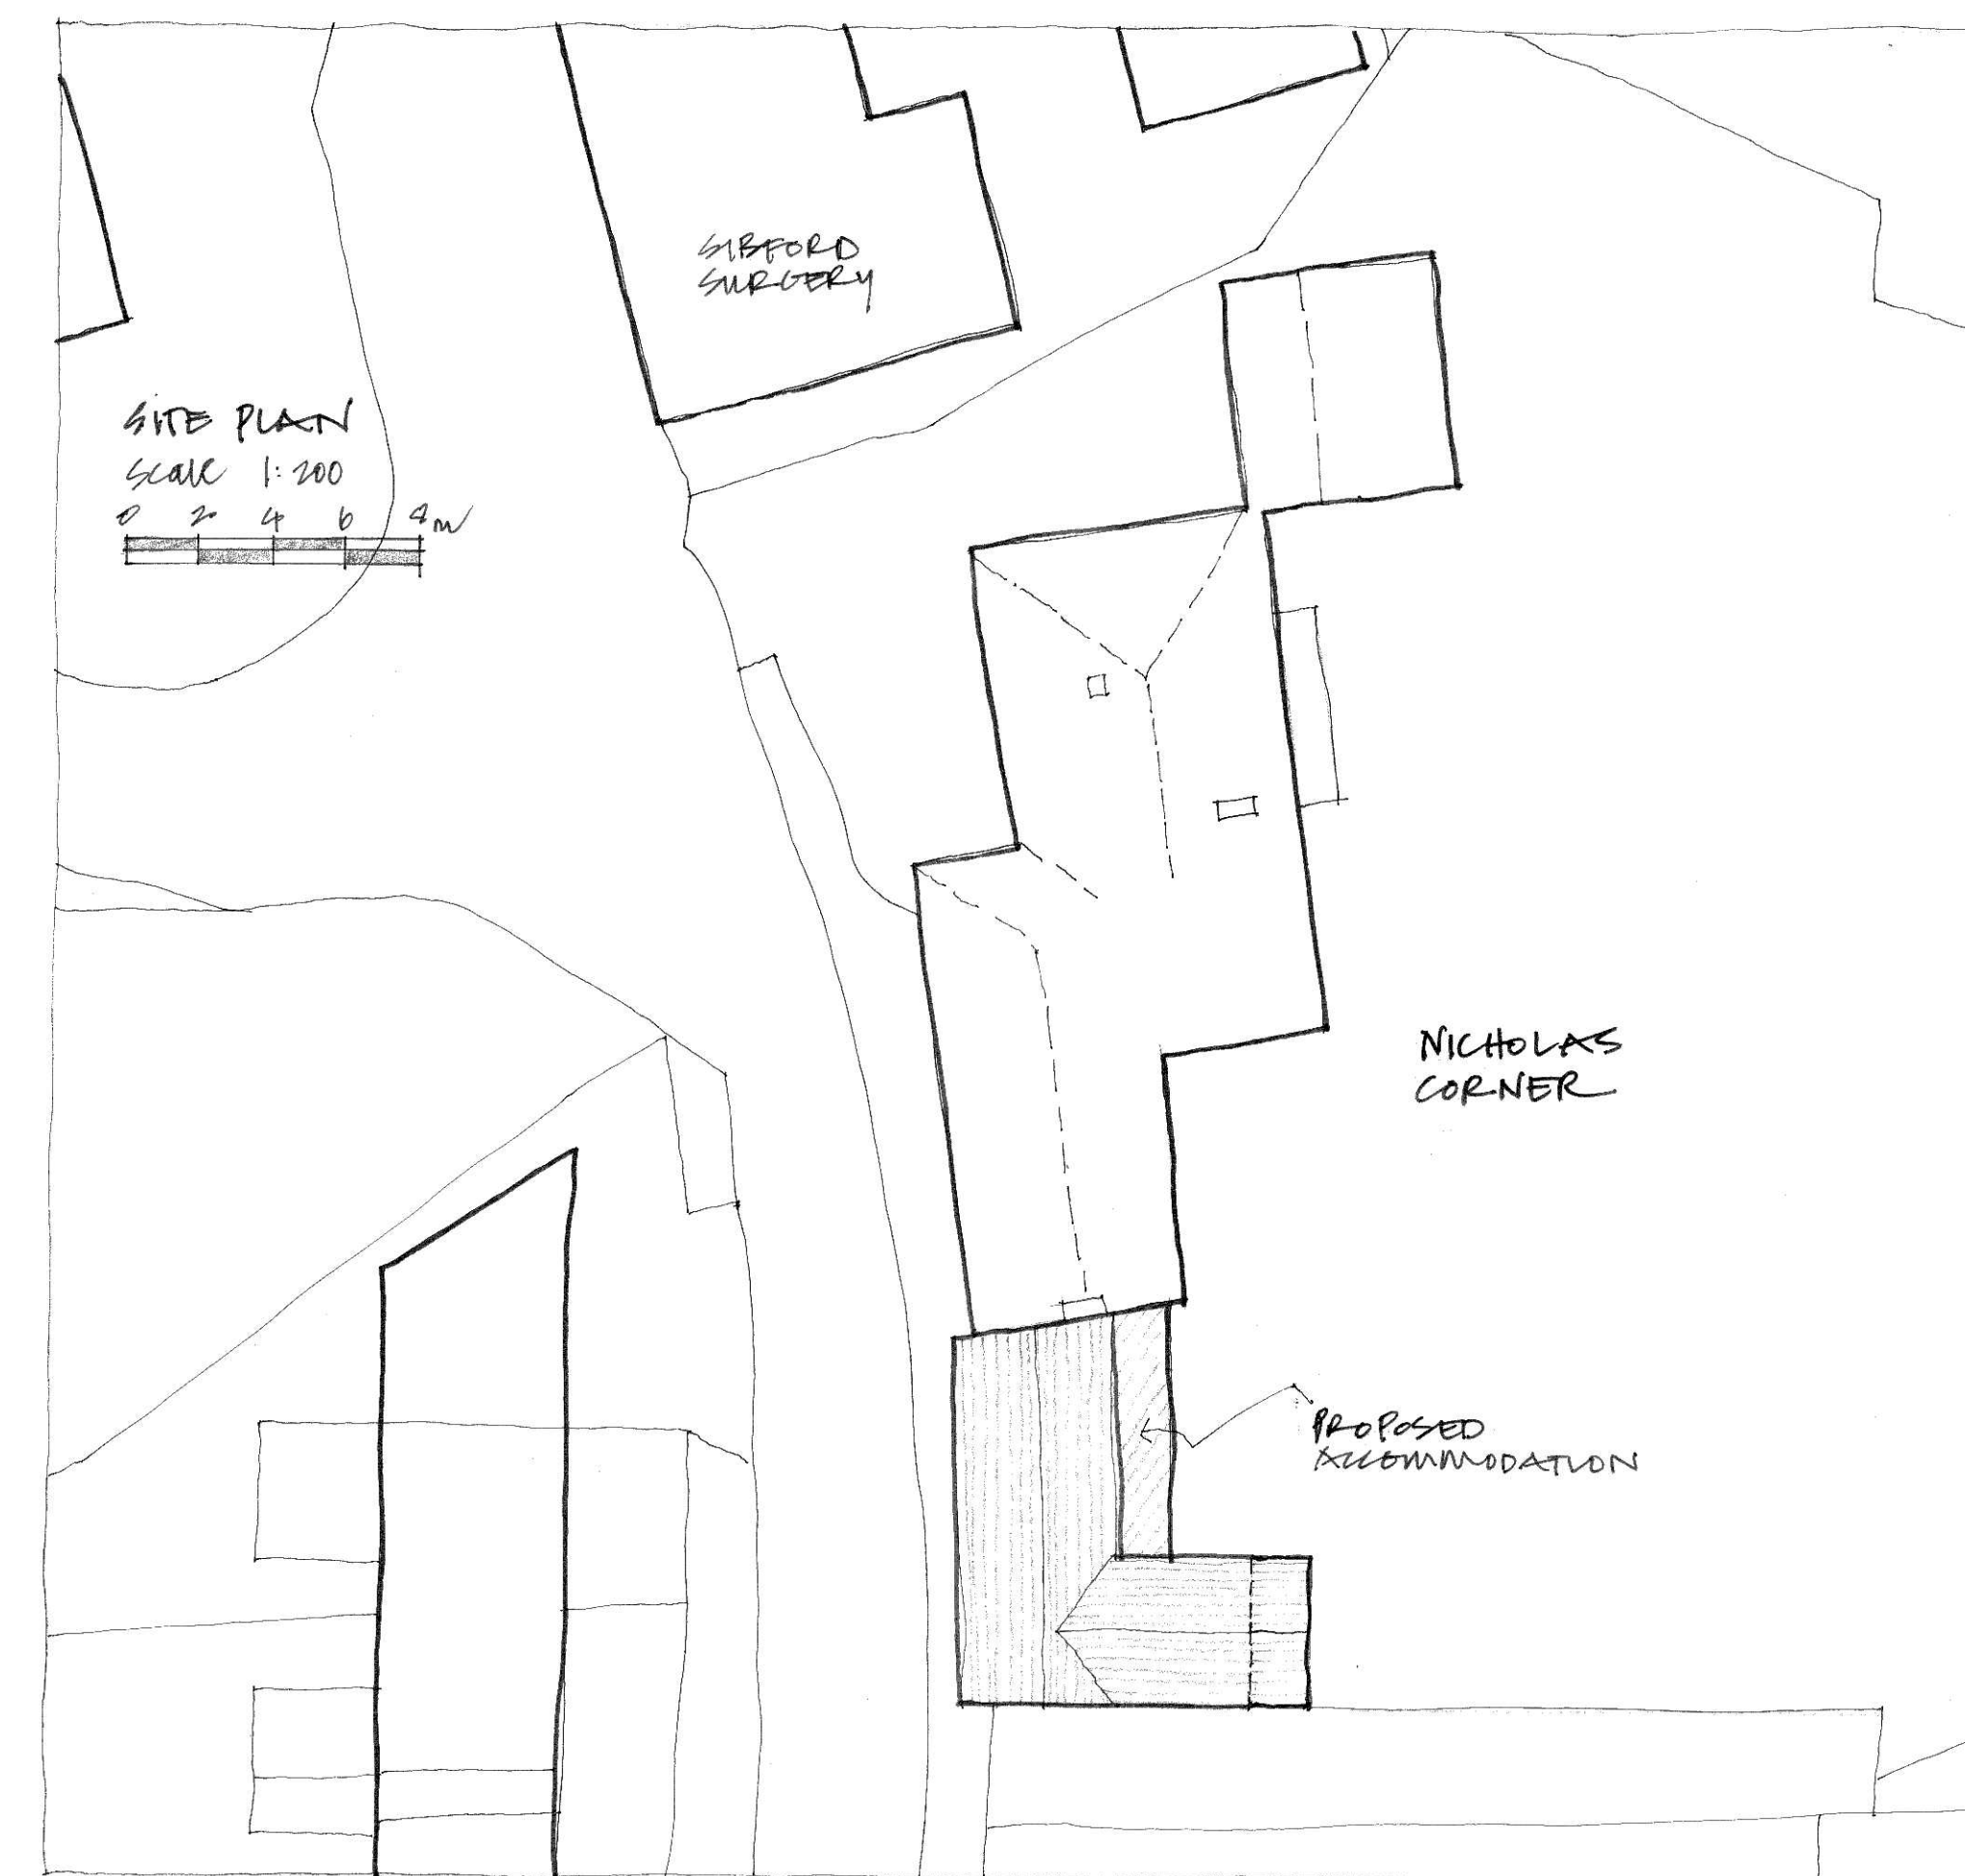 SIBFORD
SURGERY
SITE PLAN
Scale 1:200
0 2 4 6 8m
NICHOLAS
CORNER
PROPOSED
ACCOMMODATION